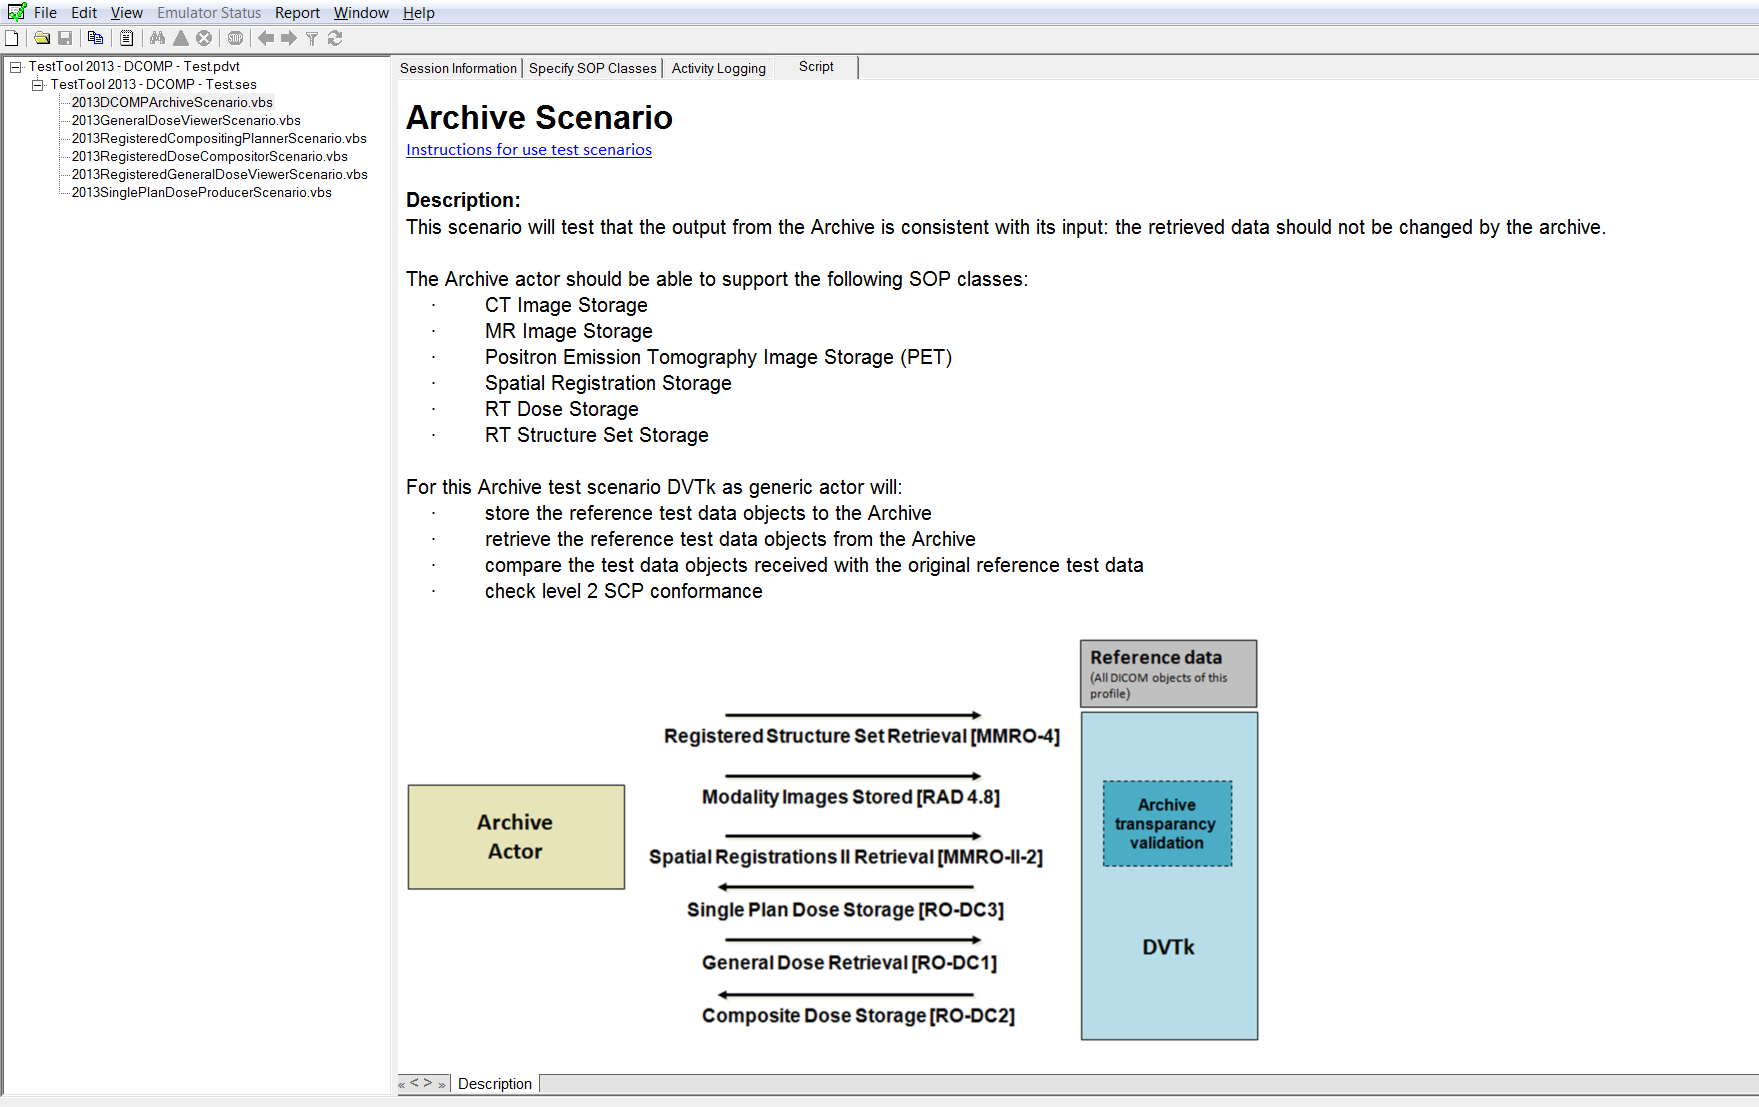 File Edit View Emulator Status Report Window Help
STOP
TestTool 2013 - DCOMP - Test.pdvt
TestTool 2013 - DCOMP - Test.ses
2013DCOMPArchiveScenario.vbs
2013GeneralDoseViewerScenario.vbs
2013RegisteredCompositingPlannerScenario.vbs
2013RegisteredDoseCompositorScenario.vbs
2013RegisteredGeneralDoseViewerScenario.vbs
2013SinglePlanDoseProducerScenario.vbs
Session Information Specify SOP Classes Activity Logging Script
Archive Scenario
Instructions for use test scenarios
Description:
This scenario will test that the output from the Archive is consistent with its input: the retrieved data should not be changed by the archive.
The Archive actor should be able to support the following SOP classes:
· CT Image Storage
· MR Image Storage
· Positron Emission Tomography Image Storage (PET)
· Spatial Registration Storage
· RT Dose Storage
· RT Structure Set Storage
For this Archive test scenario DVTk as generic actor will:
· store the reference test data objects to the Archive
· retrieve the reference test data objects from the Archive
· compare the test data objects received with the original reference test data
· check level 2 SCP conformance
Reference data
(All DICOM objects of this
profile)
Registered Structure Set Retrieval [MMRO-4]
Modality Images Stored [RAD 4.8]
Spatial Registrations II Retrieval [MMRO-II-2]
Single Plan Dose Storage [RO-DC3]
General Dose Retrieval [RO-DC1]
Composite Dose Storage [RO-DC2]
Archive
Actor
Archive
transparancy
validation
DVTk
« < > » Description